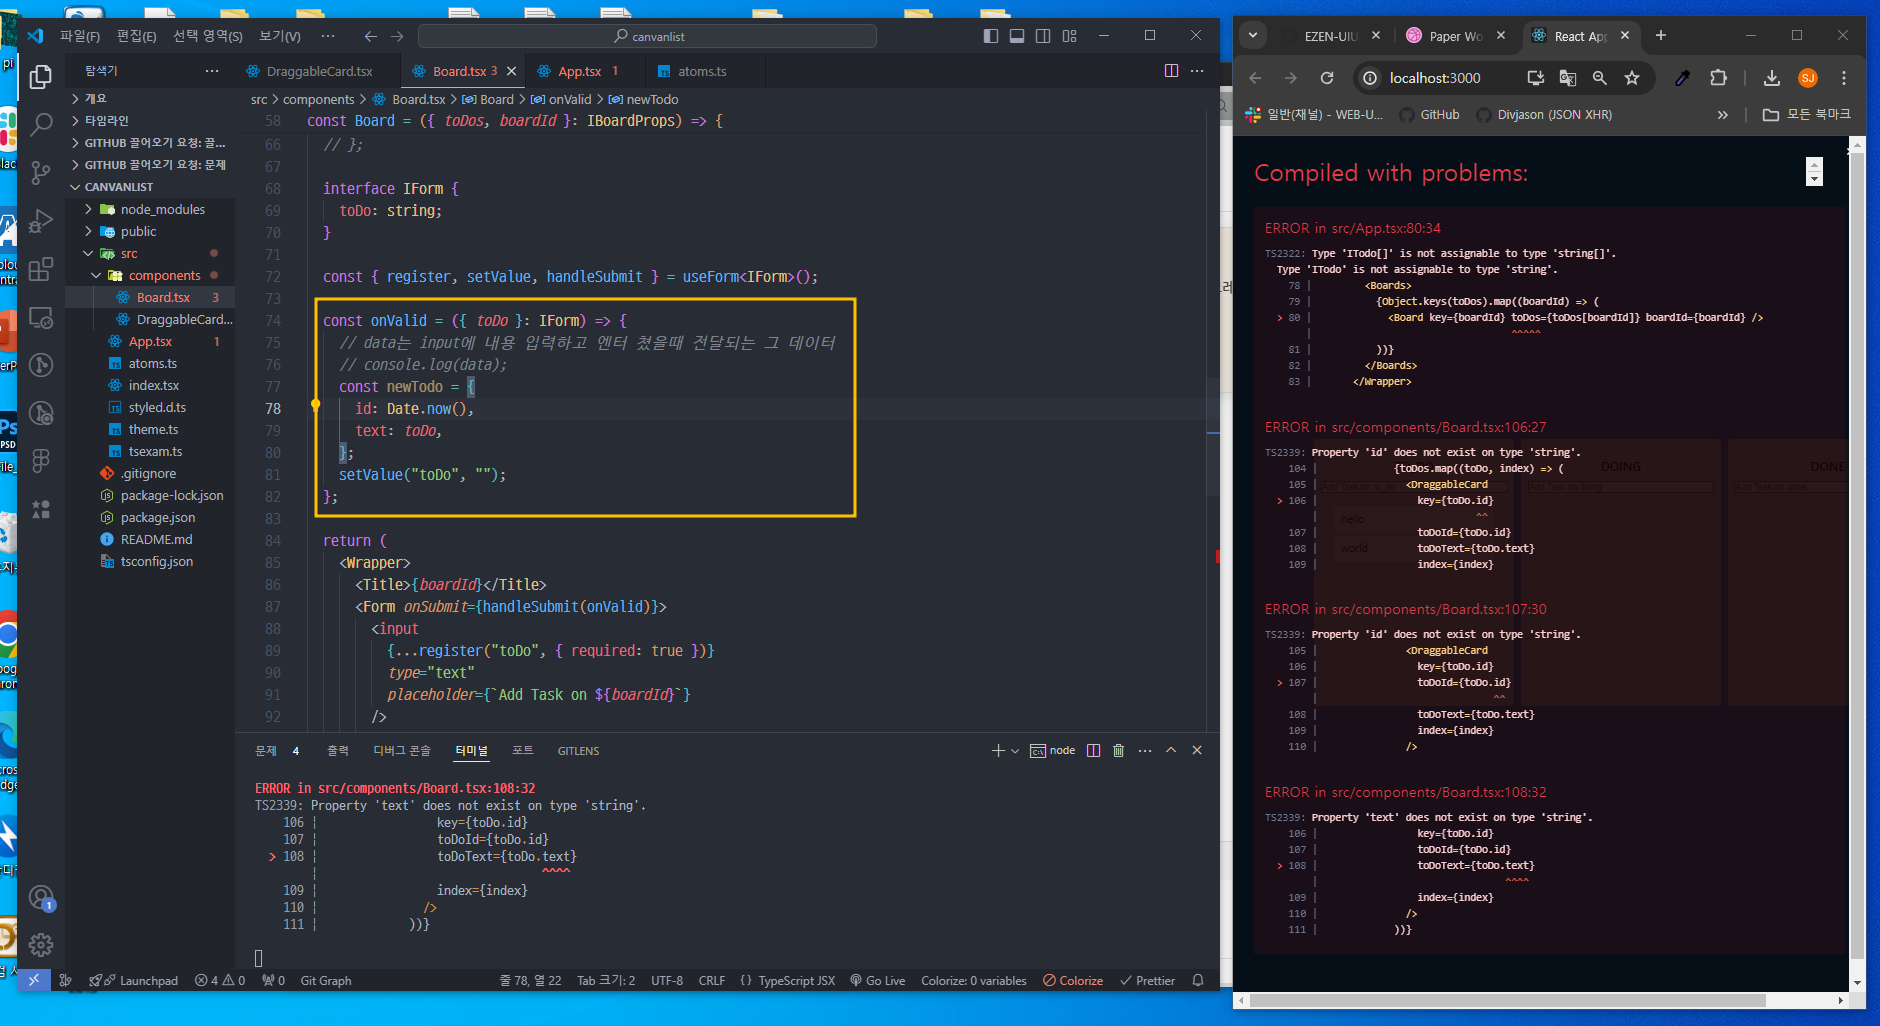 파일(F) 편집(E) 선택 영역(S) 보기(V) ··· canvanlist
탐색기 ···
개요
타임라인
GITHUB 끌어오기 요청: 끌...
GITHUB 끌어오기 요청: 문제
CANVANLIST
node_modules
public
src
components
Board.tsx 3
DraggableCard...
App.tsx 1
atoms.ts
index.tsx
styled.d.ts
theme.ts
tsexam.ts
.gitignore
package-lock.json
package.json
README.md
tsconfig.json
DraggableCard.tsx Board.tsx 3 App.tsx 1 atoms.ts
src > components > Board.tsx > Board > onValid > newTodo
58 const Board = ({ toDos, boardId }: IBoardProps) => {
66 // };
67
68 interface IForm {
69 toDo: string;
70 }
71
72 const { register, setValue, handleSubmit } = useForm<IForm>();
73
74 const onValid = ({ toDo }: IForm) => {
75 // data는 input에 내용 입력하고 엔터 쳤을때 전달되는 그 데이터
76 // console.log(data);
77 const newTodo = {
78 id: Date.now(),
79 text: toDo,
80 };
81 setValue("toDo", "");
82 };
83
84 return (
85 <Wrapper>
86 <Title>{boardId}</Title>
87 <Form onSubmit={handleSubmit(onValid)}>
88 <input
89 {...register("toDo", { required: true })}
90 type="text"
91 placeholder={`Add Task on ${boardId}`}
92 />
문제 4 출력 디버그 콘솔 터미널 포트 GITLENS node
ERROR in src/components/Board.tsx:108:32
TS2339: Property 'text' does not exist on type 'string'.
106 | key={toDo.id}
107 | toDoId={toDo.id}
> 108 | toDoText={toDo.text}
| ^^^^
109 | index={index}
110 | />
111 | ))}
Launchpad 4 0 0 Git Graph 줄 78, 열 22 Tab 크기: 2 UTF-8 CRLF {} TypeScript JSX Go Live Colorize: 0 variables Colorize Prettier
EZEN-UIU Paper Wo React App
localhost:3000 SJ
일반(채널) - WEB-U... GitHub Divjason (JSON XHR) » 모든 북마크
Compiled with problems:
ERROR in src/App.tsx:80:34
TS2322: Type 'ITodo[]' is not assignable to type 'string[]'.
Type 'ITodo' is not assignable to type 'string'.
78 | <Boards>
79 | {Object.keys(toDos).map((boardId) => (
> 80 | <Board key={boardId} toDos={toDos[boardId]} boardId={boardId} />
| ^^^^^
81 | ))}
82 | </Boards>
83 | </Wrapper>
ERROR in src/components/Board.tsx:106:27
TS2339: Property 'id' does not exist on type 'string'.
104 | {toDos.map((toDo, index) => (
105 | <DraggableCard
> 106 | key={toDo.id}
| ^^
107 | toDoId={toDo.id}
108 | toDoText={toDo.text}
109 | index={index}
DOING
DONE
Add Task on to_do
Add Task on doing
Add Task on done
hello
world
ERROR in src/components/Board.tsx:107:30
TS2339: Property 'id' does not exist on type 'string'.
105 | <DraggableCard
106 | key={toDo.id}
> 107 | toDoId={toDo.id}
| ^^
108 | toDoText={toDo.text}
109 | index={index}
110 | />
ERROR in src/components/Board.tsx:108:32
TS2339: Property 'text' does not exist on type 'string'.
106 | key={toDo.id}
107 | toDoId={toDo.id}
> 108 | toDoText={toDo.text}
| ^^^^
109 | index={index}
110 | />
111 | ))}